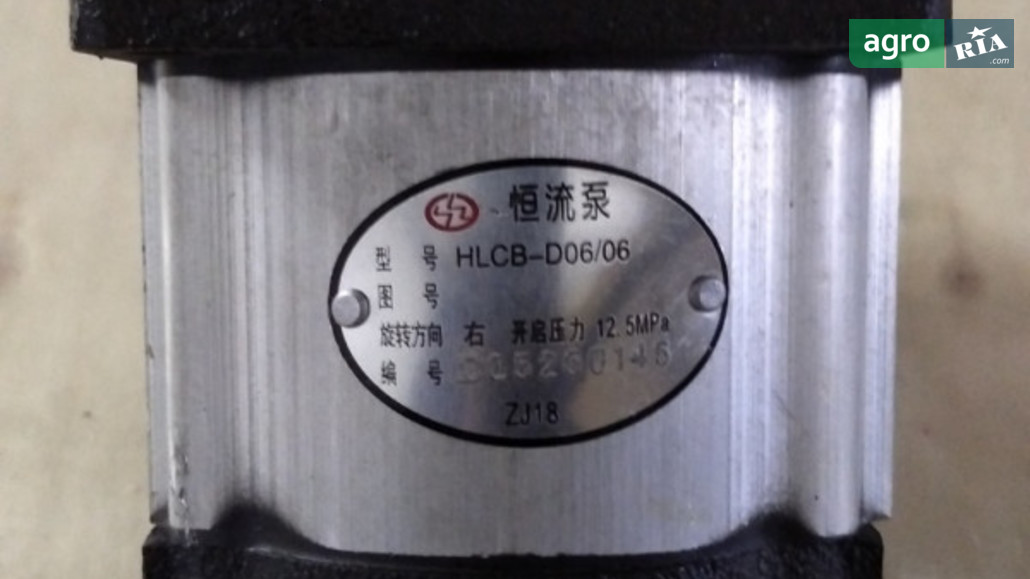 agro RIA.com
恒流泵
型 号 HLCB-D06/06
图 号
旋转方向 右 开启压力 12.5MPa
编 号
ZJ18